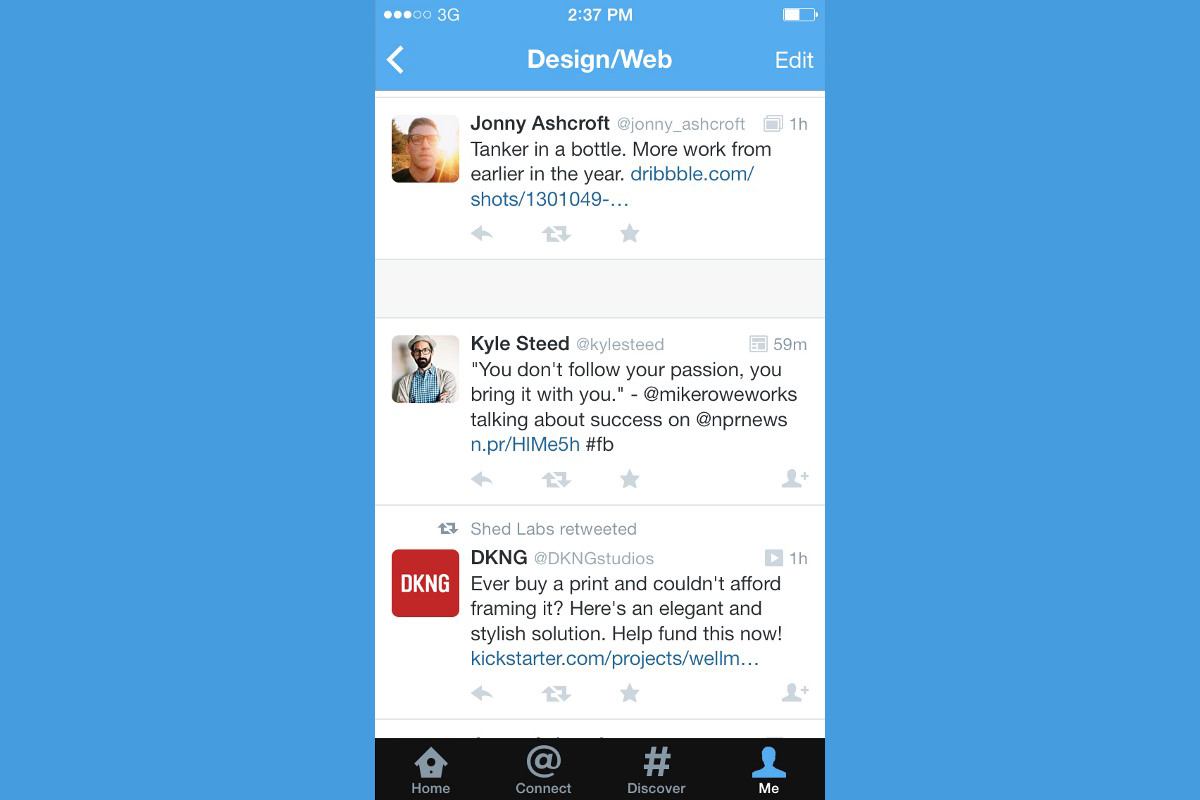 3G 2:37 PM
Design/Web Edit
Jonny Ashcroft @jonny_ashcroft 1h
Tanker in a bottle. More work from
earlier in the year. dribbble.com/
shots/1301049-…
Kyle Steed @kylesteed 59m
"You don't follow your passion, you
bring it with you." - @mikeroweworks
talking about success on @nprnews
n.pr/HlMe5h #fb
Shed Labs retweeted
DKNG @DKNGstudios 1h
DKNG
Ever buy a print and couldn't afford
framing it? Here's an elegant and
stylish solution. Help fund this now!
kickstarter.com/projects/wellm…
Home Connect Discover Me